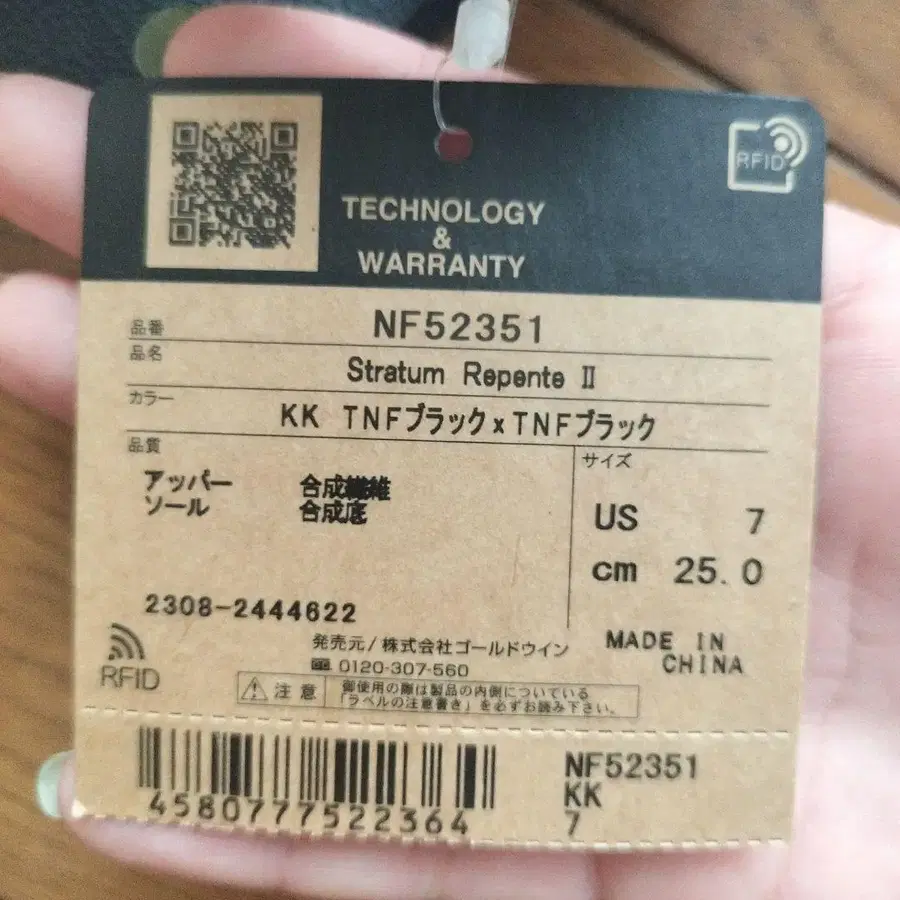 RFID
TECHNOLOGY
&
WARRANTY
品番 NF52351
品名 Stratum Repente II
カラー KK TNFブラック×TNFブラック
品質
アッパー 合成繊維
ソール 合成底
サイズ
US 7
cm 25.0
2308-2444622
RFID
発売元/株式会社ゴールドウイン
0120-307-560
MADE IN
CHINA
注意
御使用の際は製品の内側についている
「ラベルの注意書き」を必ずお読み下さい。
4580777522364
NF52351
KK
7